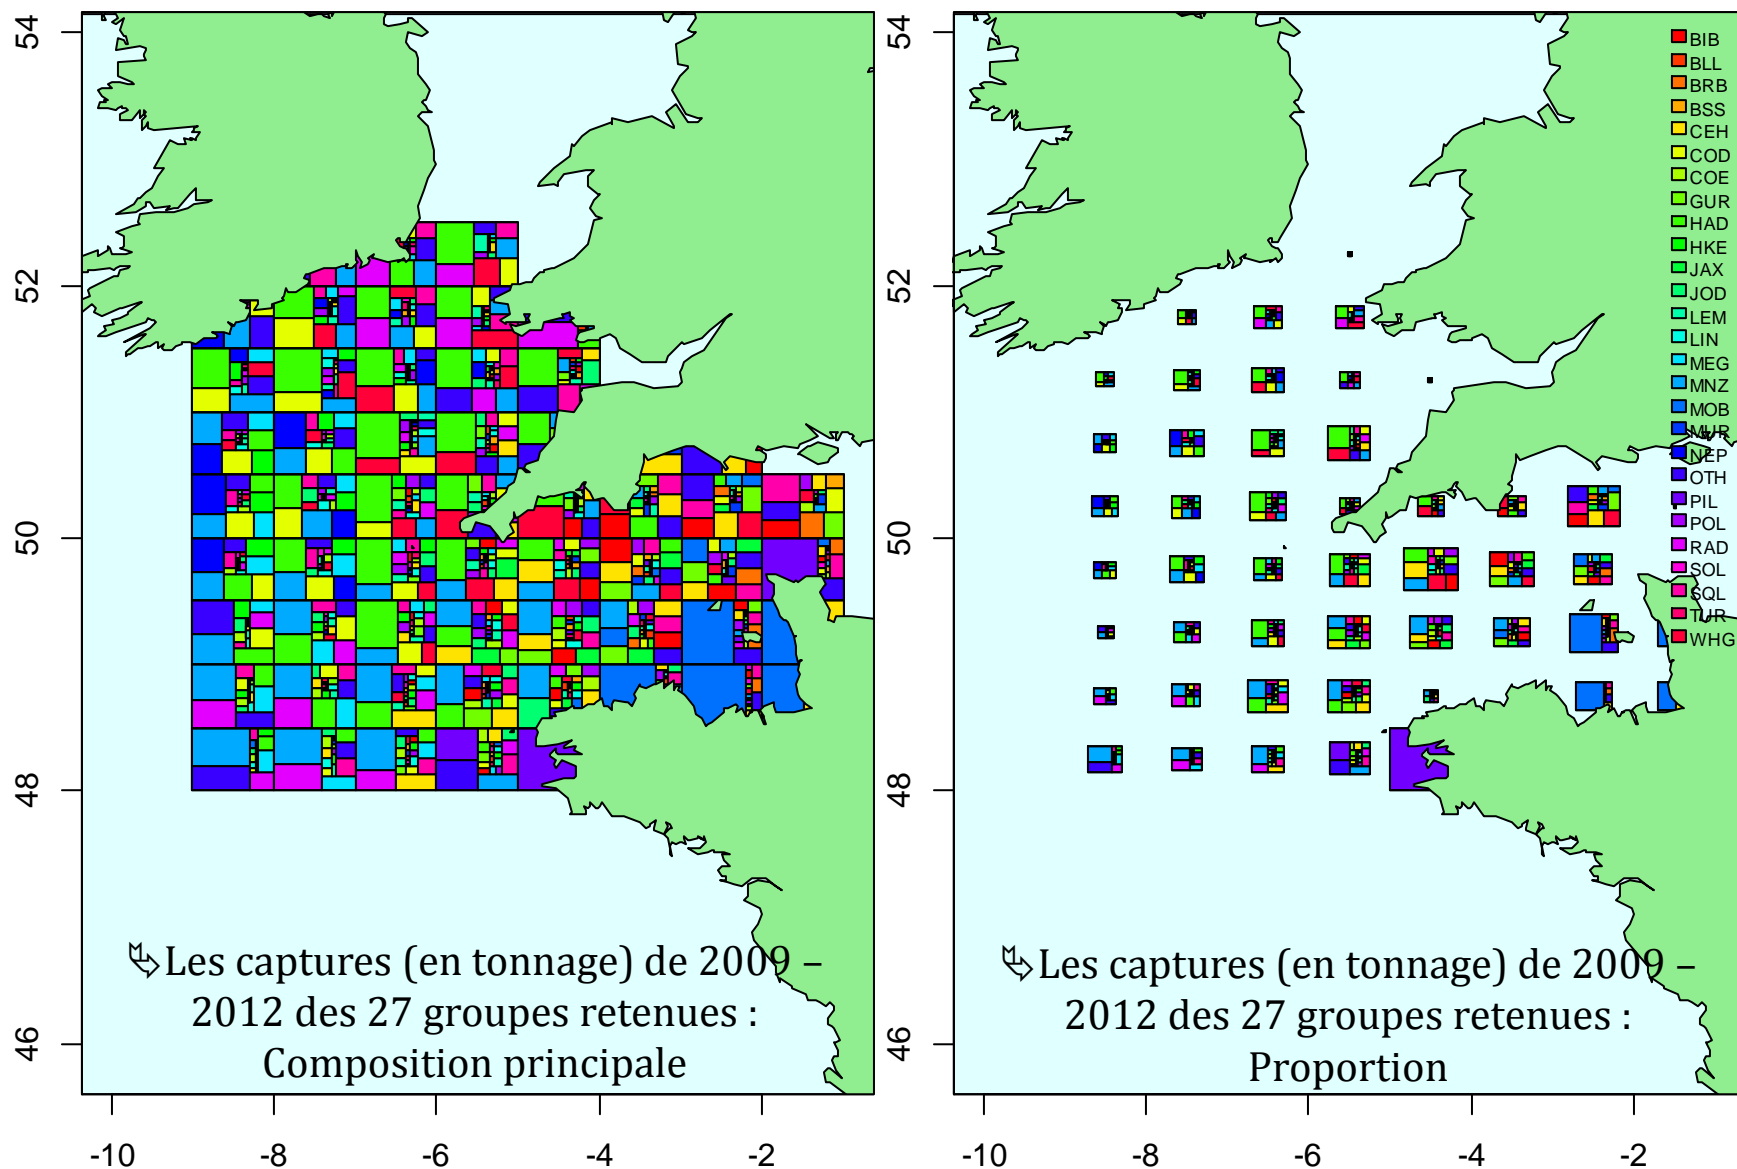 54
52
50
48
46
-10
-8
-6
-4
-2
Les captures (en tonnage) de 2009 –
2012 des 27 groupes retenues :
Composition principale
54
52
50
48
46
-10
-8
-6
-4
-2
BIB
BLL
BRB
BSS
CEH
COD
COE
GUR
HAD
HKE
JAX
JOD
LEM
LIN
MEG
MNZ
MOB
MUR
NEP
OTH
PIL
POL
RAD
SOL
SQL
TUR
WHG
Les captures (en tonnage) de 2009 –
2012 des 27 groupes retenues :
Proportion